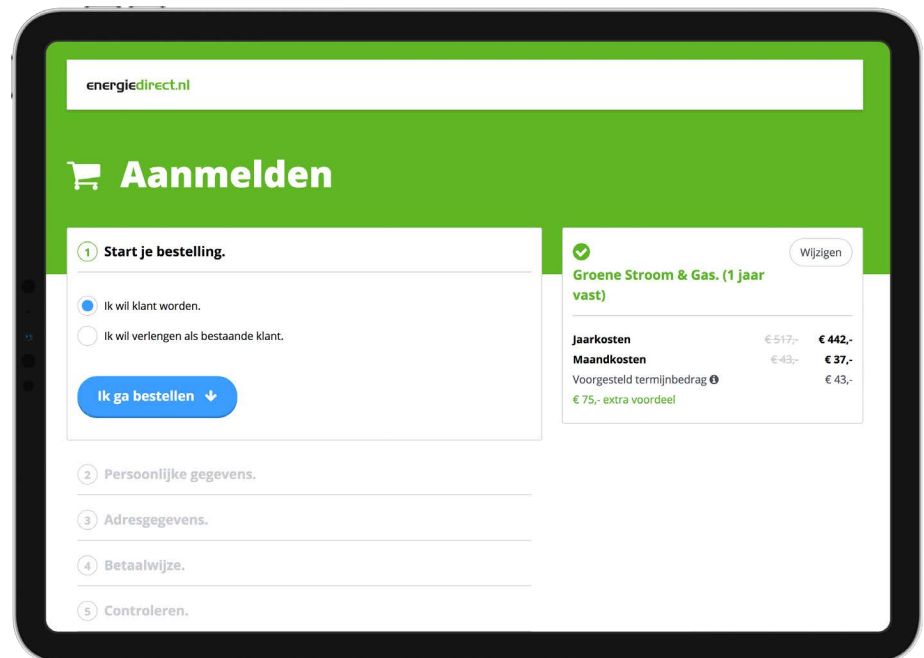 energiedirect.nl
Aanmelden
1 Start je bestelling.
Ik wil klant worden.
Ik wil verlengen als bestaande klant.
Ik ga bestellen
2 Persoonlijke gegevens.
3 Adresgegevens.
4 Betaalwijze.
5 Controleren.
Wijzigen
Groene Stroom & Gas. (1 jaar
vast)
Jaarkosten € 517,- € 442,-
Maandkosten € 43,- € 37,-
Voorgesteld termijnbedrag € 43,-
€ 75,- extra voordeel